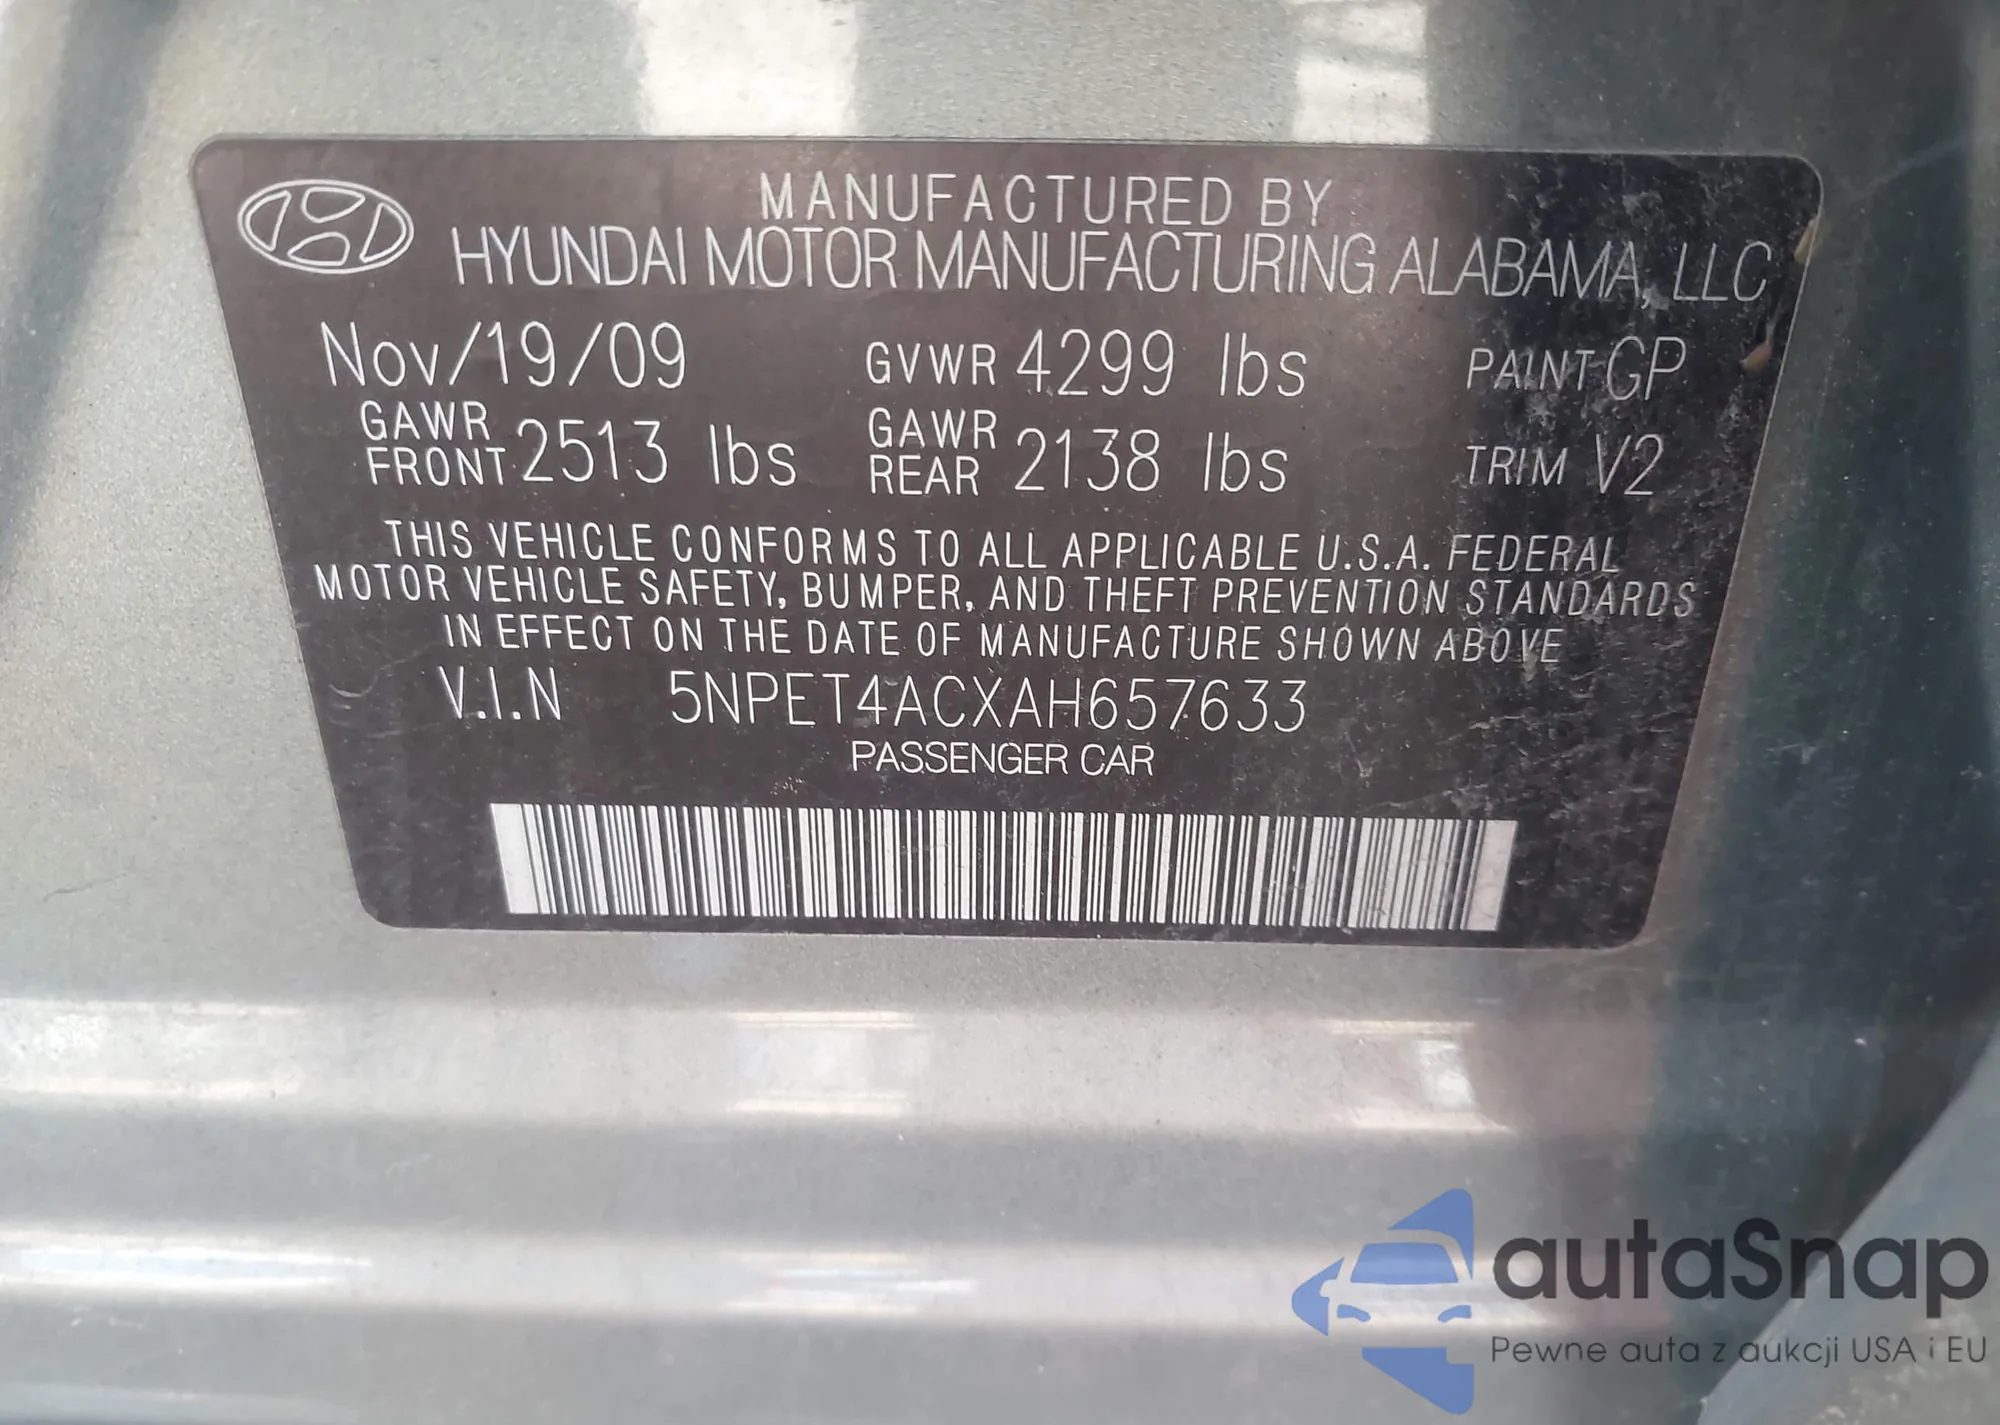 MANUFACTURED BY
HYUNDAI MOTOR MANUFACTURING ALABAMA, LLC
Nov/19/09 GVWR 4299 lbs PAINT GP
GAWR FRONT 2513 lbs GAWR REAR 2138 lbs TRIM V2
THIS VEHICLE CONFORMS TO ALL APPLICABLE U.S.A. FEDERAL
MOTOR VEHICLE SAFETY, BUMPER, AND THEFT PREVENTION STANDARDS
IN EFFECT ON THE DATE OF MANUFACTURE SHOWN ABOVE
V.I.N 5NPET4ACXAH657633
PASSENGER CAR
autaSnap
Pewne auta z aukcji USA i EU